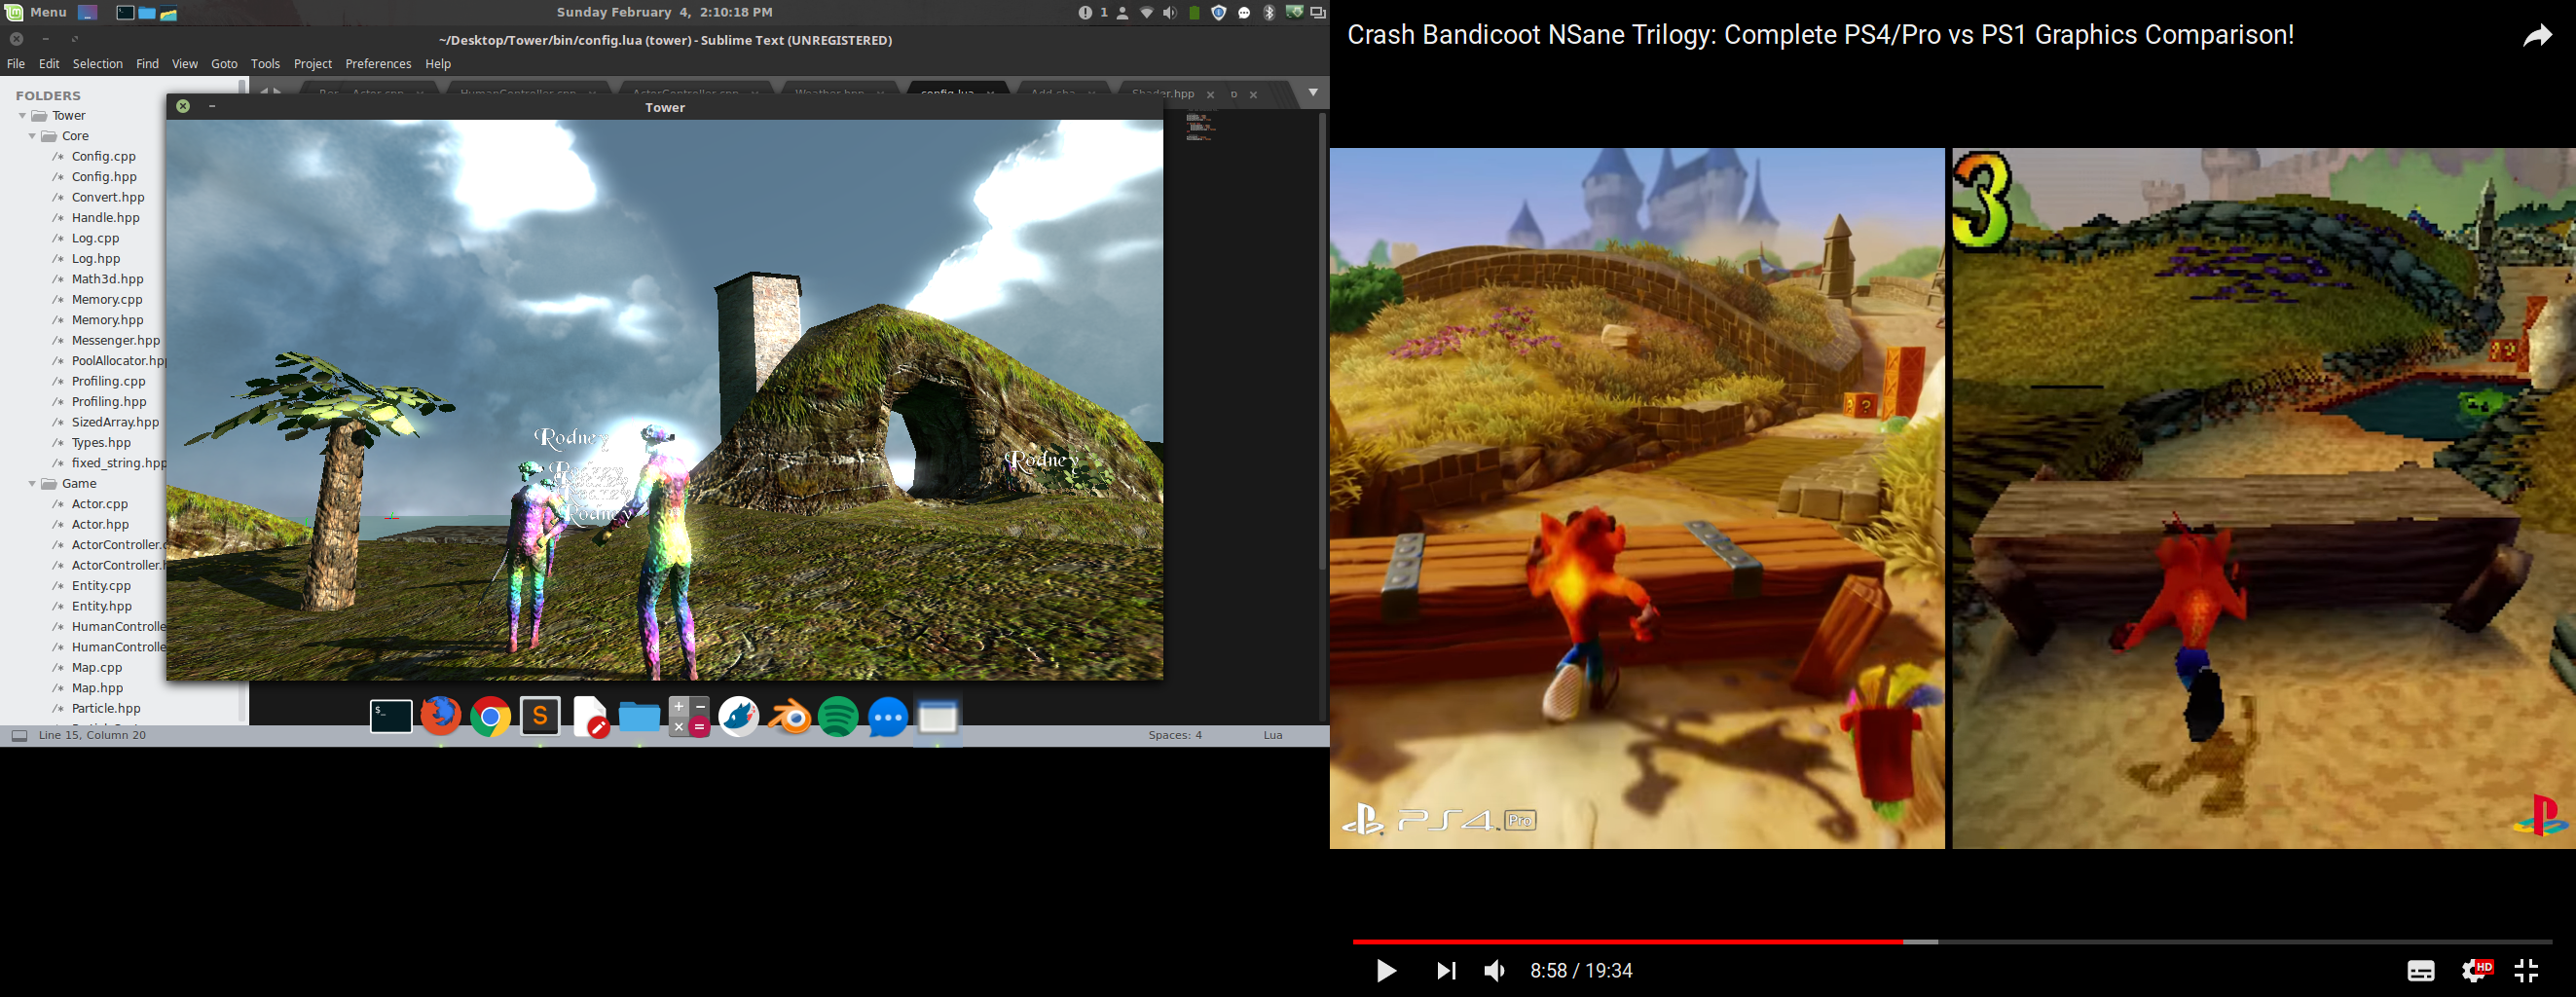 Menu
Sunday February 4, 2:10:18 PM
1
~/Desktop/Tower/bin/config.lua (tower) - Sublime Text (UNREGISTERED)
File Edit Selection Find View Goto Tools Project Preferences Help
Actor.cpp HumanController.cpp ActorController.cpp Weather.hpp config.lua Shader.hpp
FOLDERS
Tower
Core
Config.cpp
Config.hpp
Convert.hpp
Handle.hpp
Log.cpp
Log.hpp
Math3d.hpp
Memory.cpp
Memory.hpp
Messenger.hpp
PoolAllocator.hpp
Profiling.cpp
Profiling.hpp
SizedArray.hpp
Types.hpp
fixed_string.hpp
Game
Actor.cpp
Actor.hpp
ActorController.c
ActorController.h
Entity.cpp
Entity.hpp
HumanControlle
HumanControlle
Map.cpp
Map.hpp
Particle.hpp
Tower
Rodney
Rodney
Rodney
Rodney
Line 15, Column 20
Spaces: 4
Lua
Crash Bandicoot NSane Trilogy: Complete PS4/Pro vs PS1 Graphics Comparison!
3
PS4 Pro
8:58 / 19:34
HD